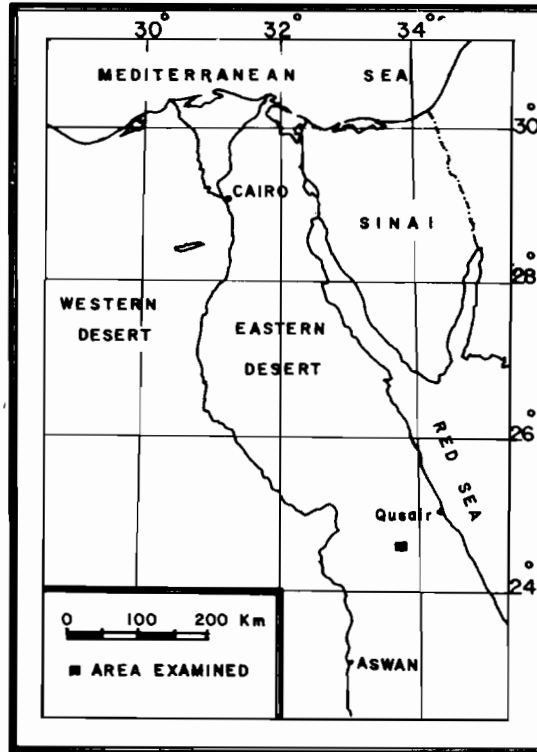 30° 32° 34°
MEDITERRANEAN SEA
30°
CAIRO
SINAI
28°
WESTERN DESERT
EASTERN DESERT
RED SEA
26°
Qusair
24°
0 100 200 Km
AREA EXAMINED
ASWAN